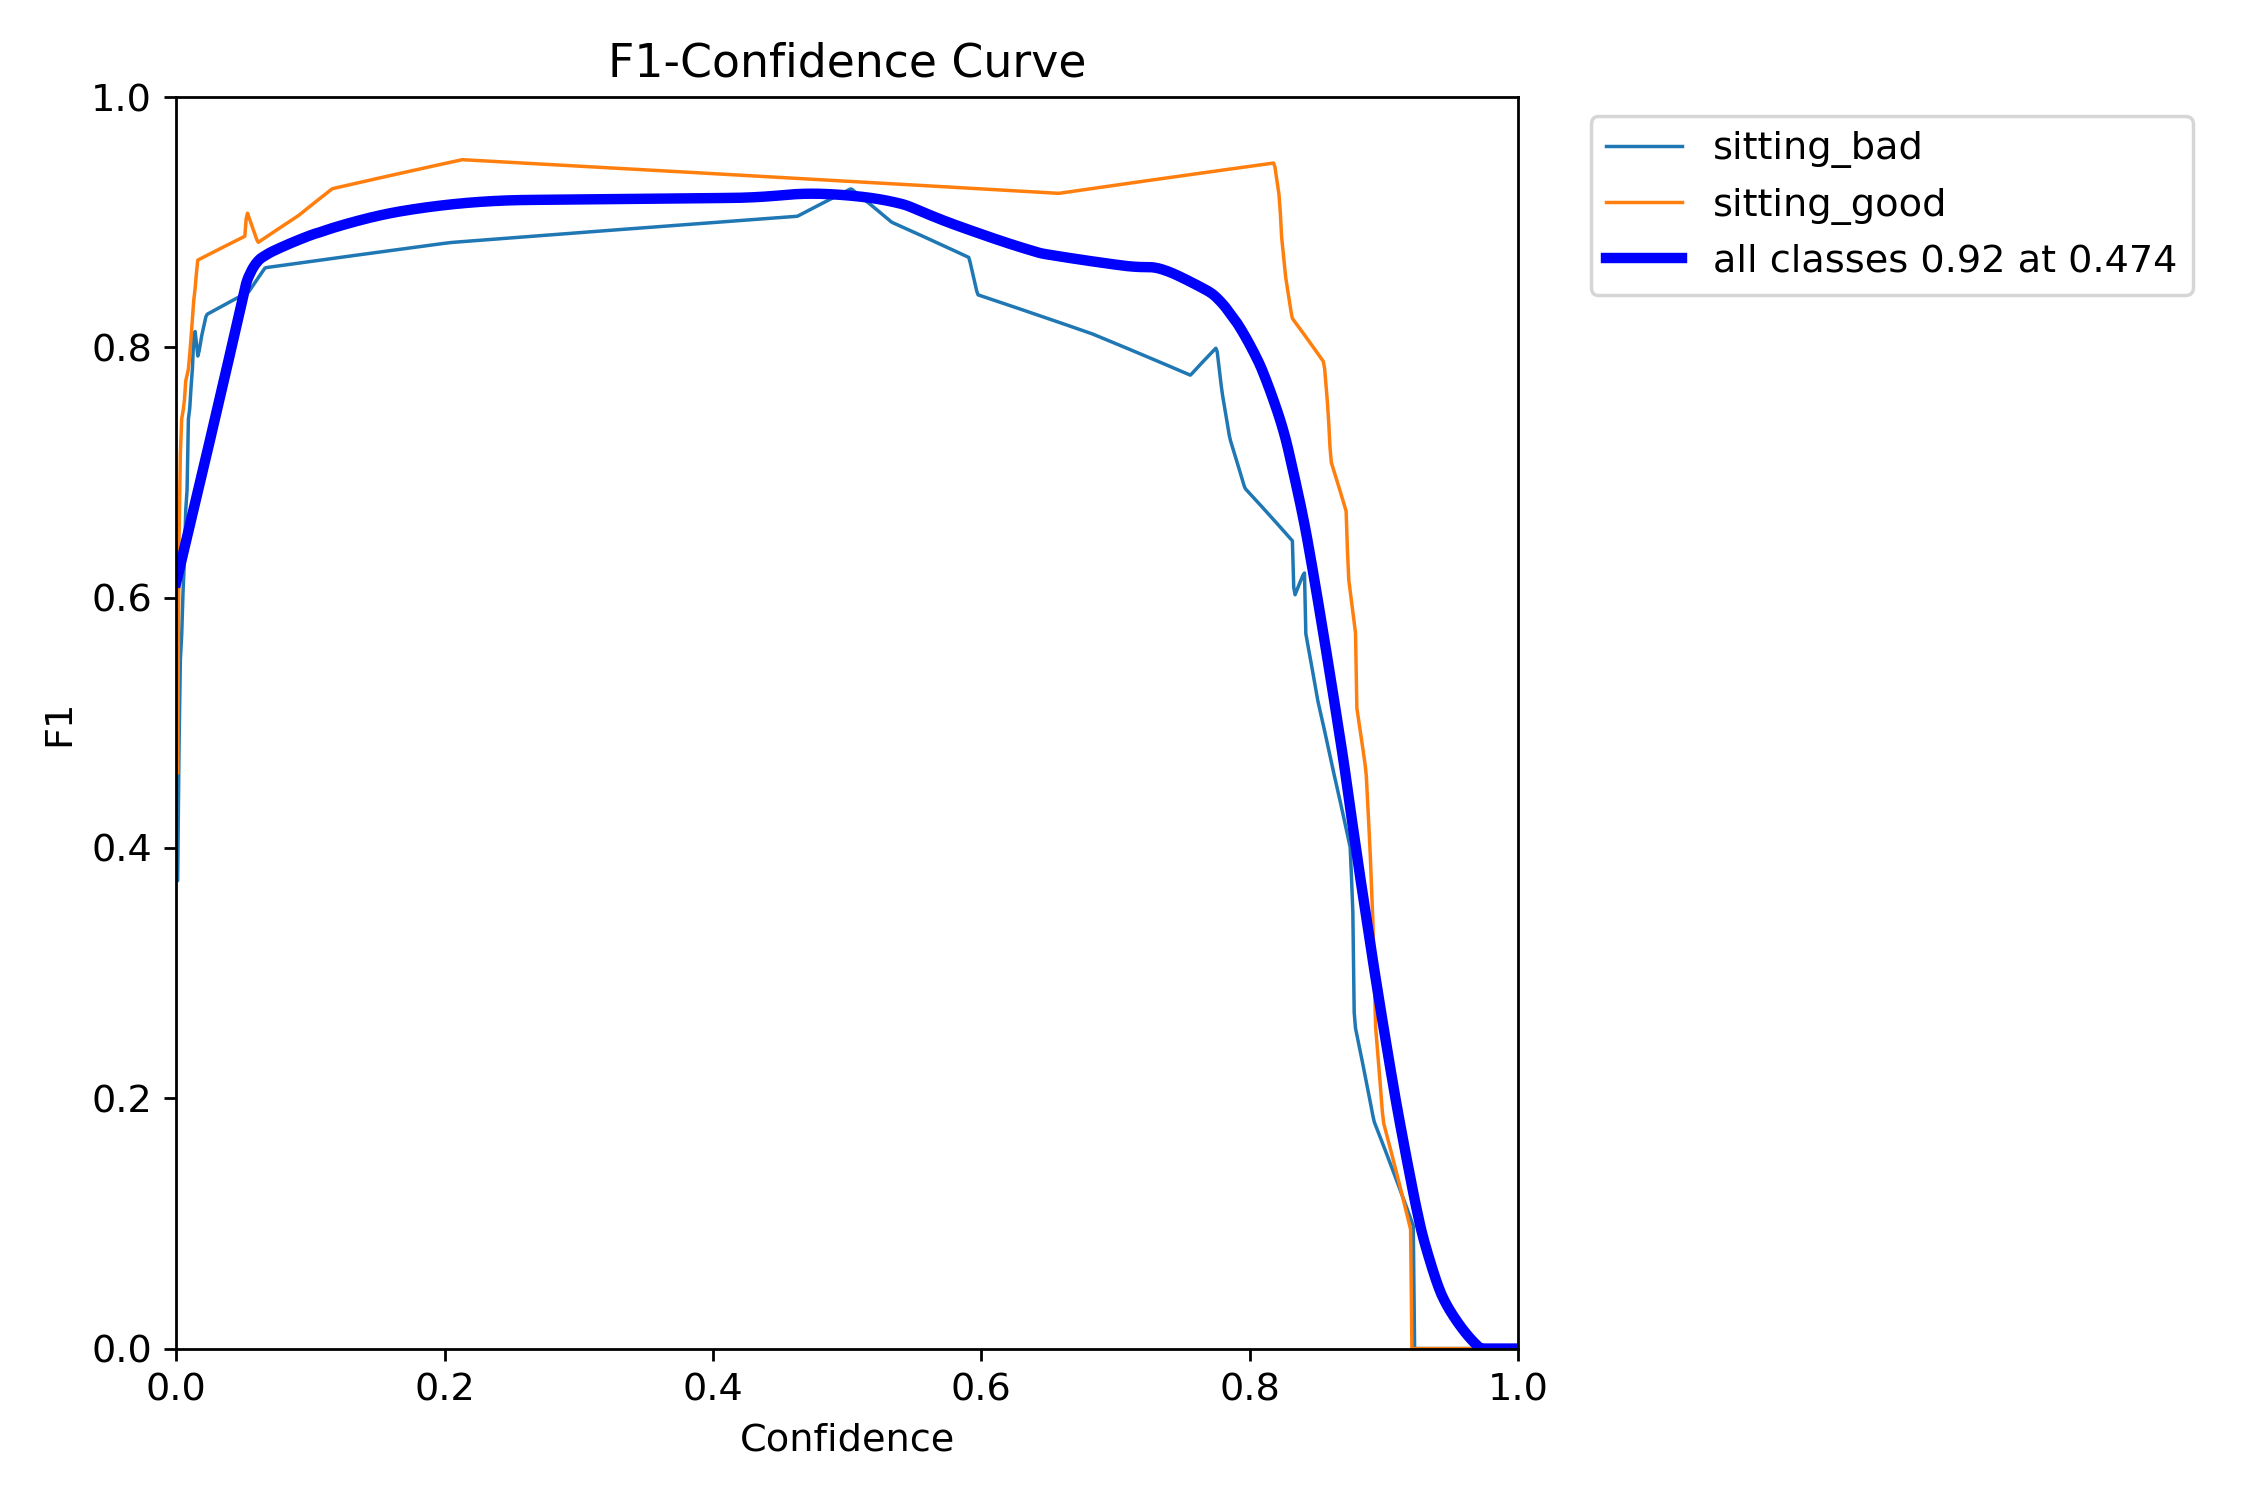 F1-Confidence Curve
1.0
0.8
0.6
0.4
0.2
0.0
F1
0.0 0.2 0.4 0.6 0.8 1.0
Confidence
sitting_bad
sitting_good
all classes 0.92 at 0.474